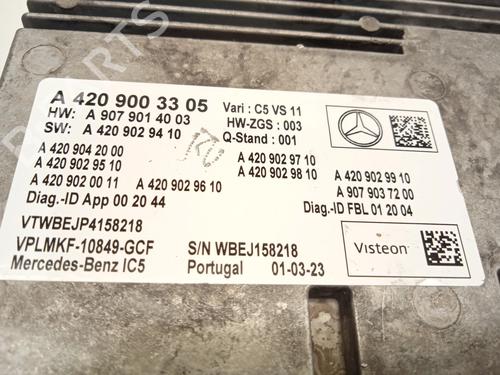 A 420 900 33 05
HW: A 907 901 40 03
SW: A 420 902 94 10
Vari : C5 VS 11
HW-ZGS : 003
Q-Stand : 001
A 420 904 20 00
A 420 902 95 10
A 420 902 00 11
A 420 902 96 10
A 420 902 97 10
A 420 902 98 10
A 420 902 99 10
A 907 903 72 00
Diag.-ID App 00 20 44
Diag.-ID FBL 01 20 04
VTWBEJP4158218
VPLMKF-10849-GCF
S/N WBEJ158218
Mercedes-Benz IC5
Portugal
01-03-23
Visteon